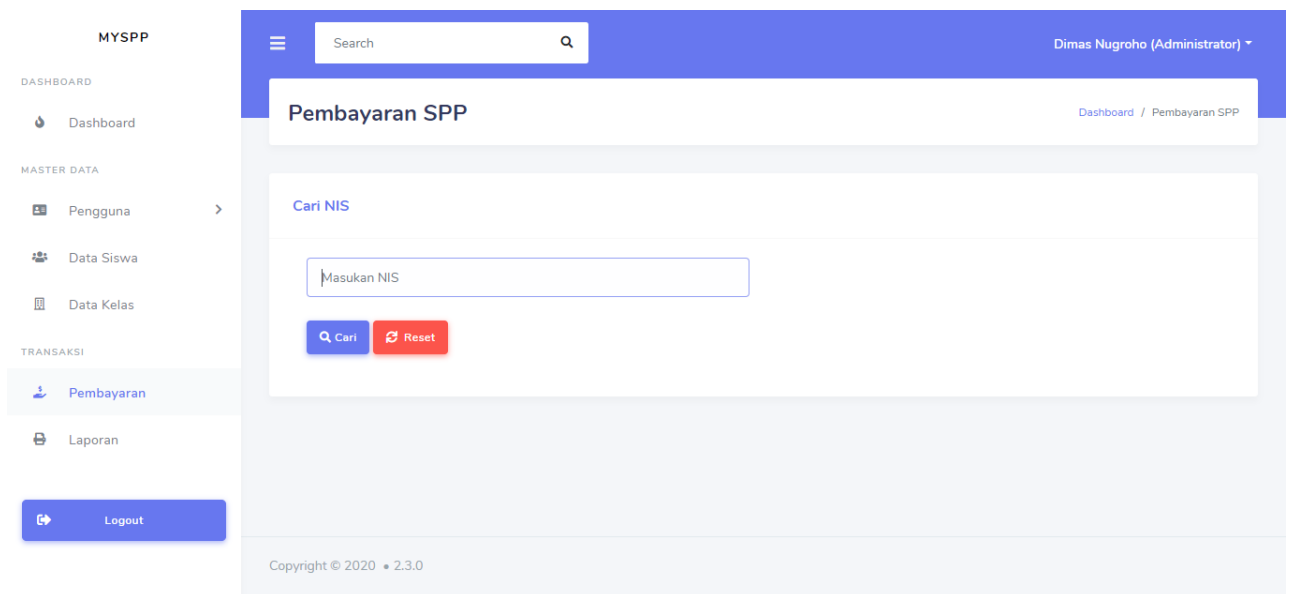 MYSPP
DASHBOARD
Dashboard
MASTER DATA
Pengguna
Data Siswa
Data Kelas
TRANSAKSI
Pembayaran
Laporan
Logout
Search
Dimas Nugroho (Administrator)
Pembayaran SPP
Dashboard / Pembayaran SPP
Cari NIS
Masukan NIS
Cari Reset
Copyright © 2020 • 2.3.0